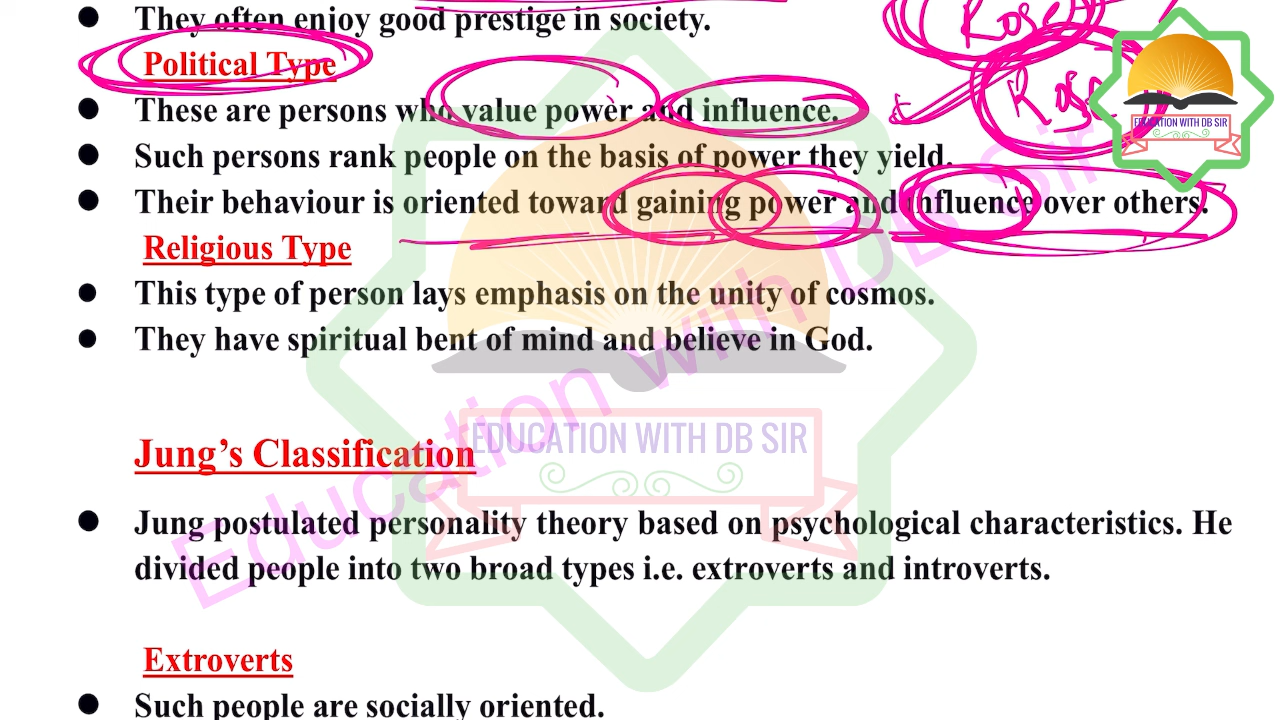 They often enjoy good prestige in society.
Political Type
These are persons who value power and influence.
Such persons rank people on the basis of power they yield.
Their behaviour is oriented toward gaining power and influence over others.
Religious Type
This type of person lays emphasis on the unity of cosmos.
They have spiritual bent of mind and believe in God.
Jung’s Classification
Jung postulated personality theory based on psychological characteristics. He
divided people into two broad types i.e. extroverts and introverts.
Extroverts
Such people are socially oriented.
EDUCATION WITH DB SIR
EDUCATION WITH DB SIR
Education with DB Sir